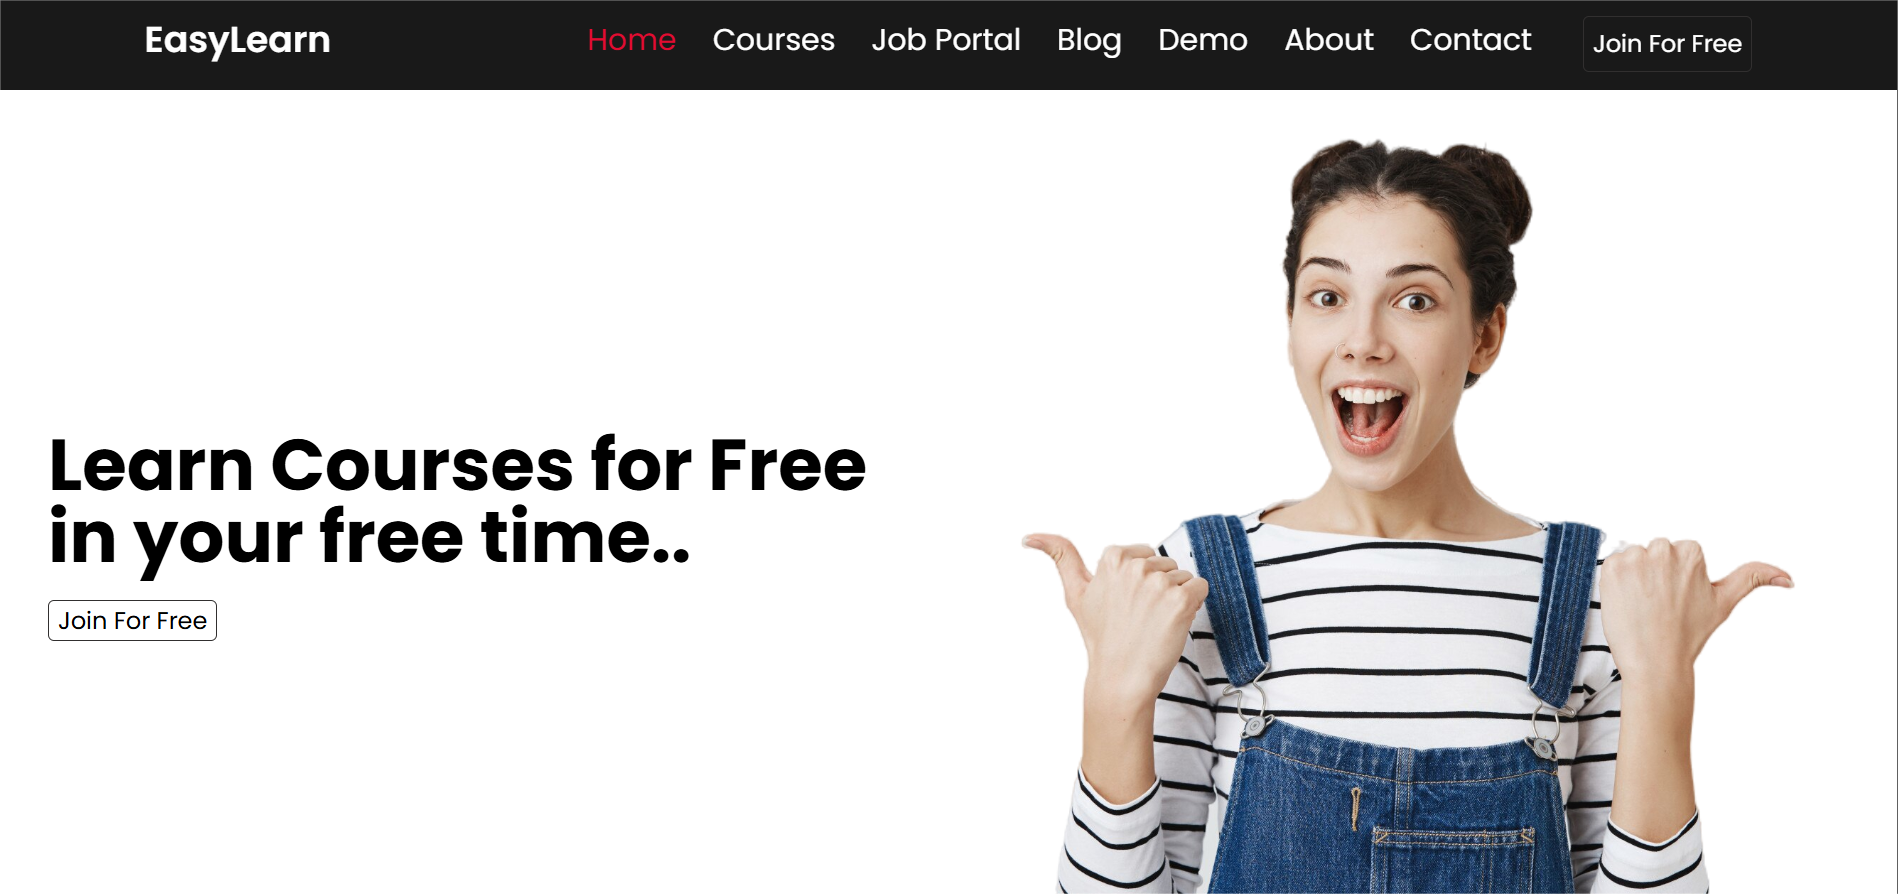 EasyLearn
Home Courses Job Portal Blog Demo About Contact Join For Free
Learn Courses for Free
in your free time..
Join For Free